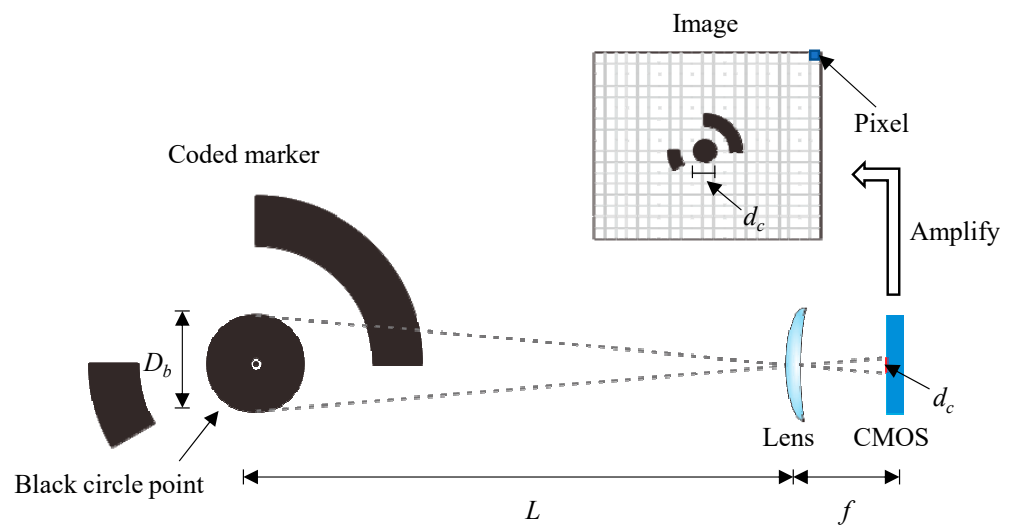 Image
Pixel
Coded marker
d_c
Amplify
D_b
d_c
Lens
CMOS
Black circle point
L
f